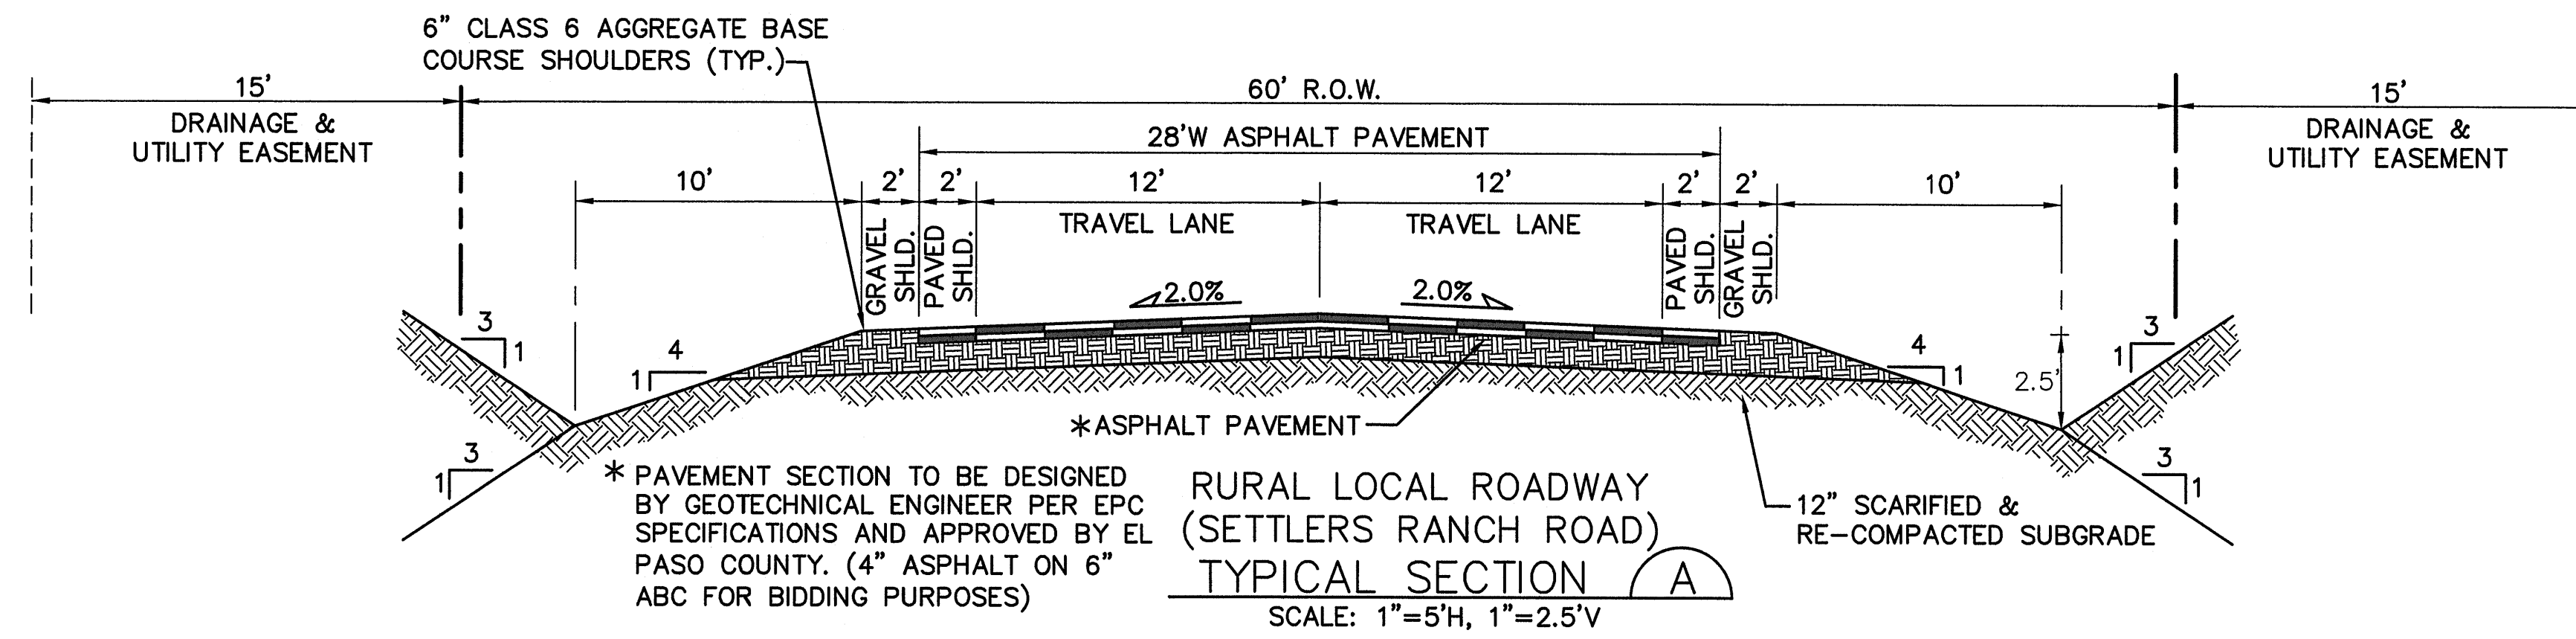 6" CLASS 6 AGGREGATE BASE
COURSE SHOULDERS (TYP.)
15'
60' R.O.W.
15'
DRAINAGE &
UTILITY EASEMENT
28'W ASPHALT PAVEMENT
DRAINAGE &
UTILITY EASEMENT
10'
2'
2'
12'
12'
2'
2'
10'
GRAVEL
SHLD.
PAVED
SHLD.
TRAVEL LANE
TRAVEL LANE
PAVED
SHLD.
GRAVEL
SHLD.
2.0%
2.0%
3
1
4
1
4
1
3
1
2.5'
*ASPHALT PAVEMENT
3
1
3
1
* PAVEMENT SECTION TO BE DESIGNED
BY GEOTECHNICAL ENGINEER PER EPC
SPECIFICATIONS AND APPROVED BY EL
PASO COUNTY. (4" ASPHALT ON 6"
ABC FOR BIDDING PURPOSES)
12" SCARIFIED &
RE-COMPACTED SUBGRADE
RURAL LOCAL ROADWAY
(SETTLERS RANCH ROAD)
TYPICAL SECTION A
SCALE: 1"=5'H, 1"=2.5'V